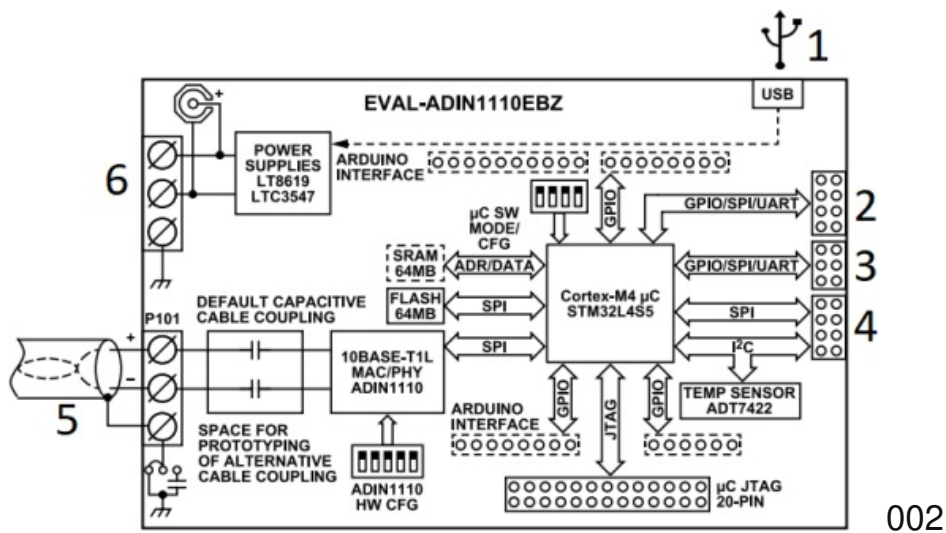 1
USB
EVAL-ADIN1110EBZ
+
POWER
SUPPLIES
LT8619
LTC3547
ARDUINO
INTERFACE
6
µC SW
MODE/
CFG
GPIO
GPIO/SPI/UART
2
SRAM
64MB
ADR/DATA
Cortex-M4 µC
STM32L4S5
GPIO/SPI/UART
3
FLASH
64MB
SPI
SPI
4
P101
DEFAULT CAPACITIVE
CABLE COUPLING
10BASE-T1L
MAC/PHY
ADIN1110
SPI
I²C
+
–
TEMP SENSOR
ADT7422
5
SPACE FOR
PROTOTYPING
OF ALTERNATIVE
CABLE COUPLING
ARDUINO
INTERFACE
GPIO
JTAG
GPIO
ADIN1110
HW CFG
µC JTAG
20-PIN
002